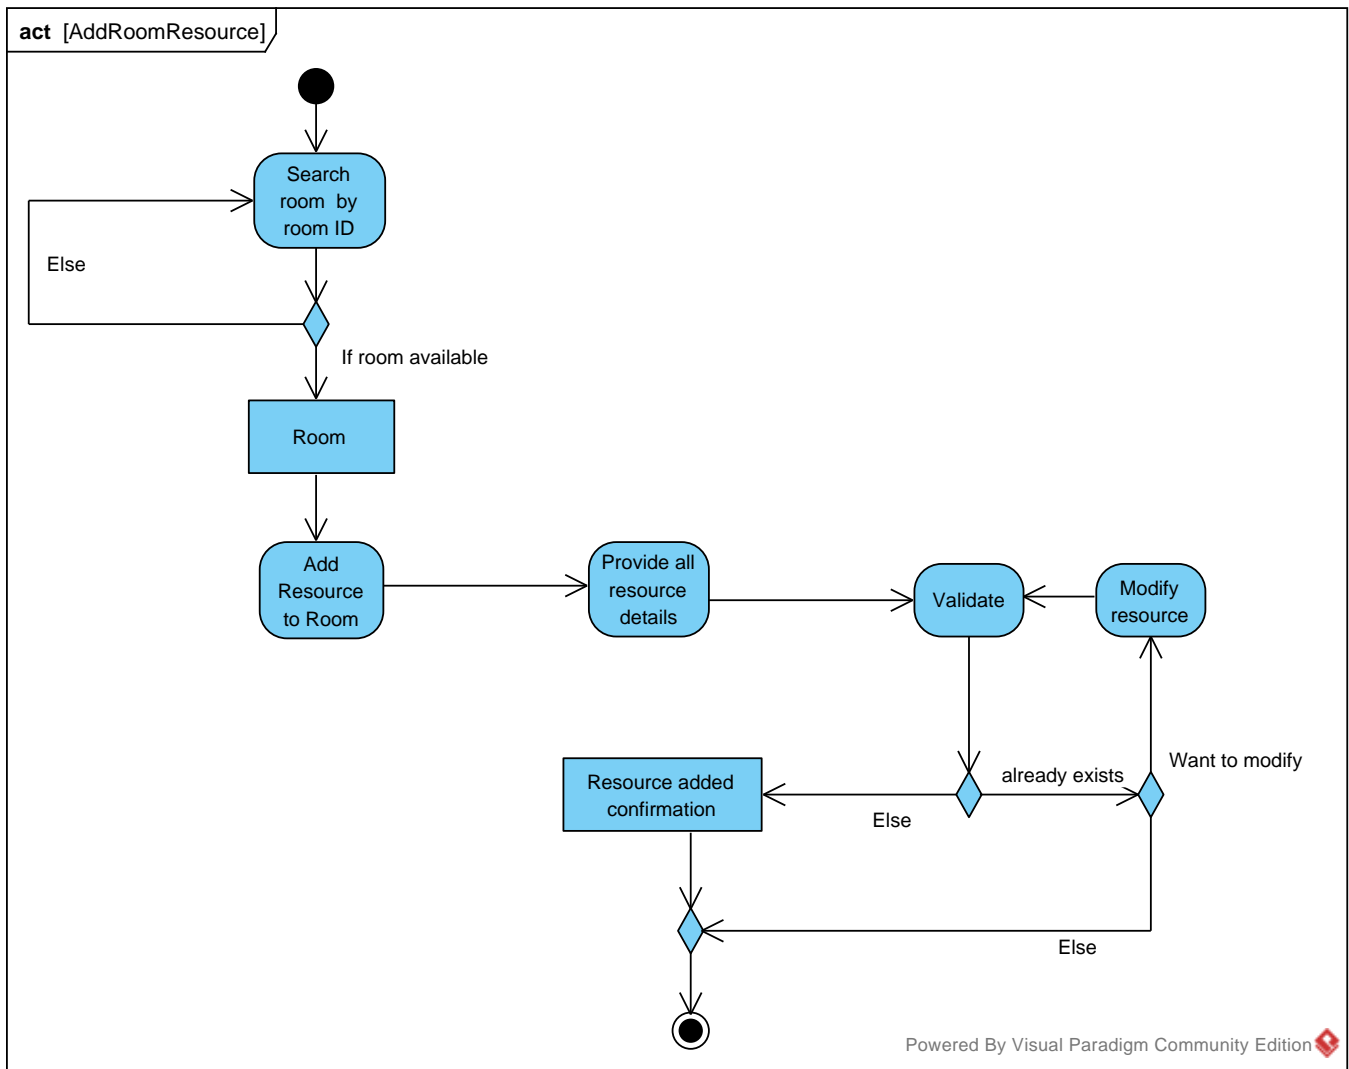 act [AddRoomResource]
Search
room by
room ID
Else
If room available
Room
Add
Resource
to Room
Provide all
resource
details
Validate
Modify
resource
Want to modify
already exists
Resource added
confirmation
Else
Else
Powered By Visual Paradigm Community Edition